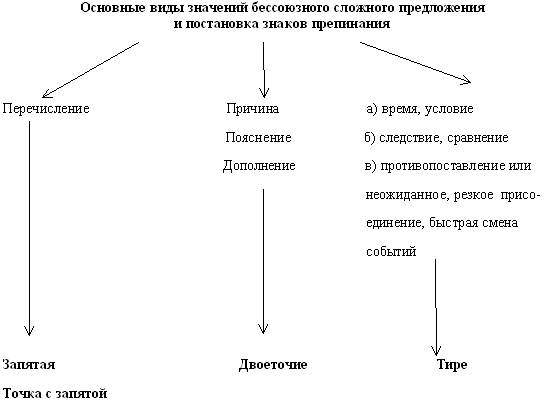 Основные виды значений бессоюзного сложного предложения
и постановка знаков препинания
Перечисление
Причина
Пояснение
Дополнение
а) время, условие
б) следствие, сравнение
в) противопоставление или
неожиданное, резкое присо-
единение, быстрая смена
событий
Запятая
Точка с запятой
Двоеточие
Тире